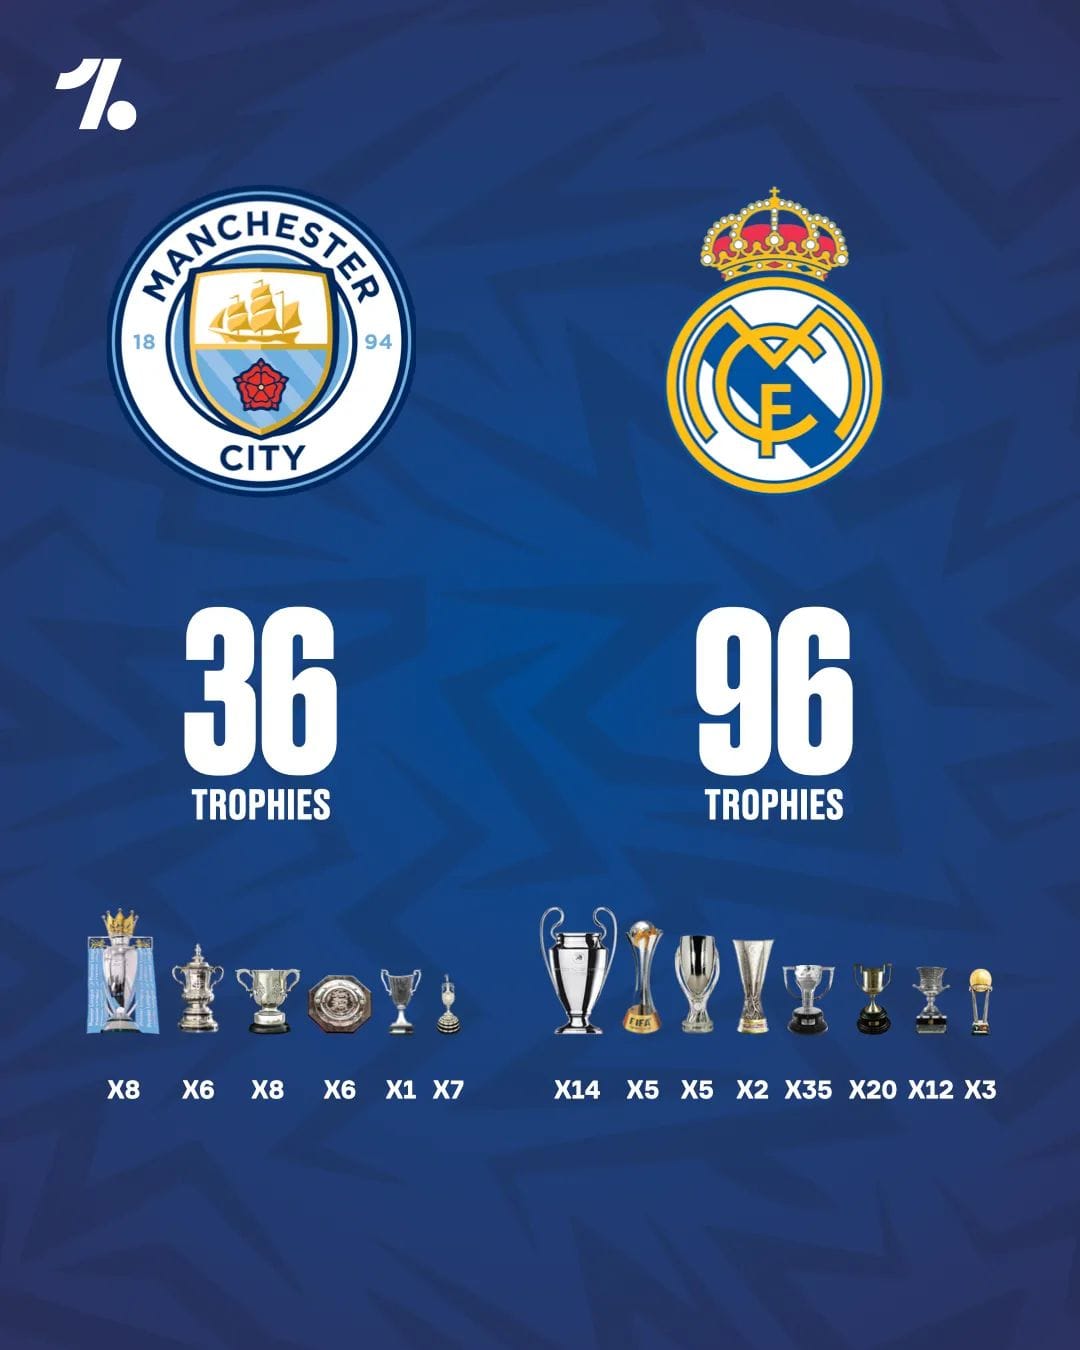 MANCHESTER
18 94
CITY
36
TROPHIES
96
TROPHIES
FIFA
X8 X6 X8 X6 X1 X7
X14 X5 X5 X2 X35 X20 X12 X3